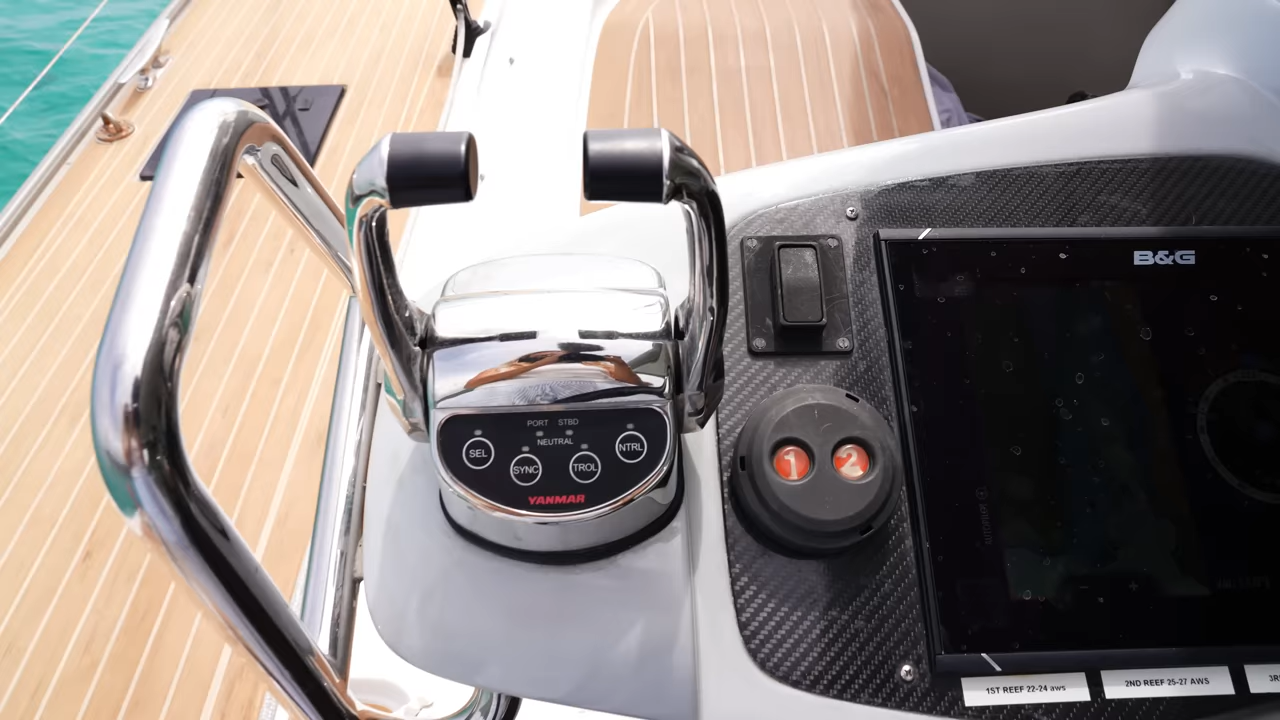 B&G
PORT STBD
NEUTRAL
SEL
SYNC
TROL
NTRL
YANMAR
1 2
1ST REEF 22-24 aws
2ND REEF 25-27 AWS